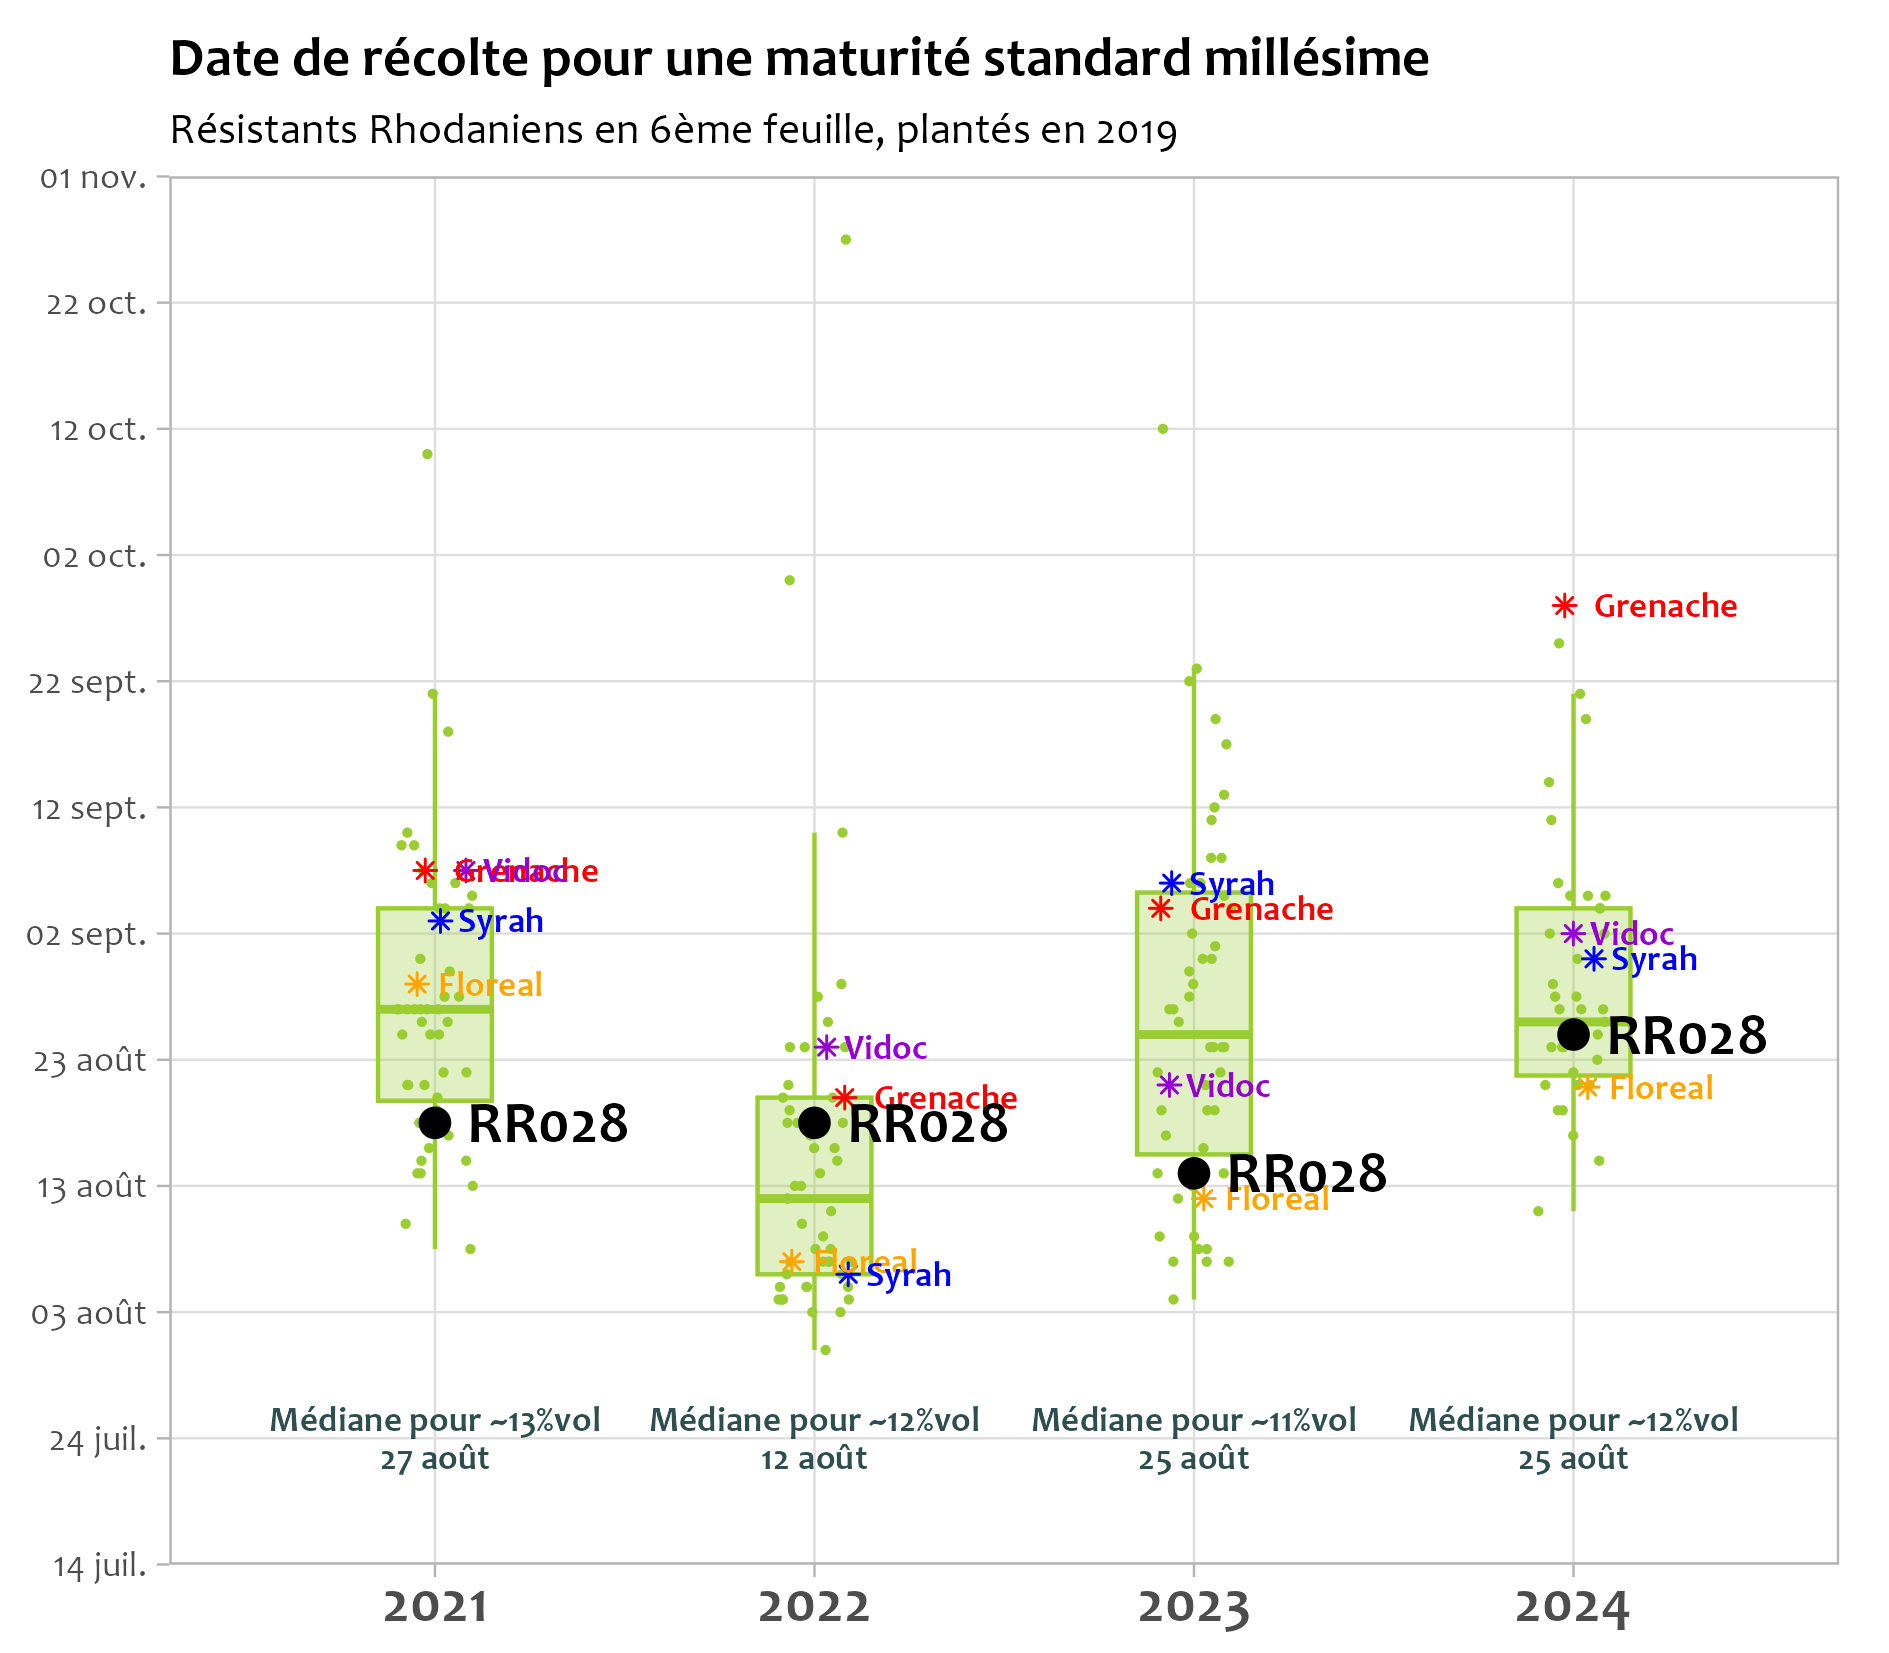 Date de récolte pour une maturité standard millésime
Résistants Rhodaniens en 6ème feuille, plantés en 2019
01 nov.
22 oct.
12 oct.
02 oct.
22 sept.
12 sept.
02 sept.
23 août
13 août
03 août
24 juil.
14 juil.
Grenache
Vidoc
Syrah
Floreal
RR028
Médiane pour ~13%vol
27 août
Vidoc
Grenache
RR028
Floreal
Syrah
Médiane pour ~12%vol
12 août
Syrah
Grenache
Vidoc
RR028
Floreal
Médiane pour ~11%vol
25 août
Grenache
Vidoc
Syrah
RR028
Floreal
Médiane pour ~12%vol
25 août
2021
2022
2023
2024